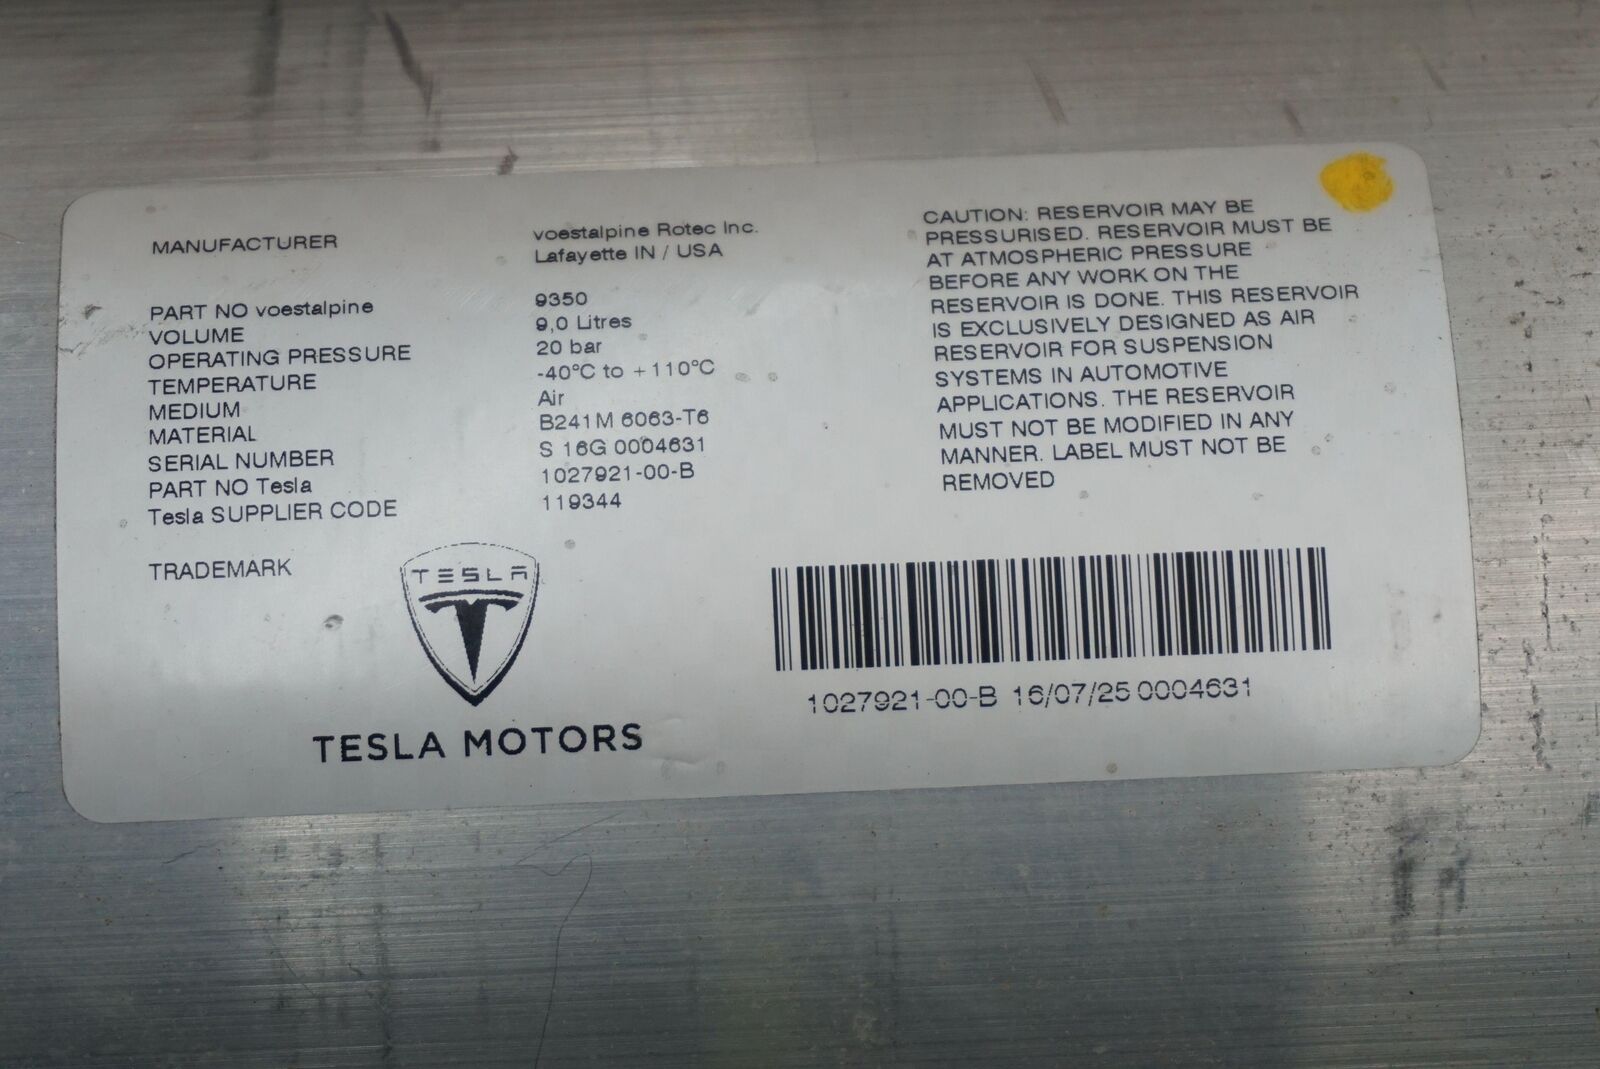 MANUFACTURER voestalpine Rotec Inc.
Lafayette IN / USA
PART NO voestalpine 9350
VOLUME 9,0 Litres
OPERATING PRESSURE 20 bar
TEMPERATURE -40°C to +110°C
MEDIUM Air
MATERIAL B241M 6063-T6
SERIAL NUMBER S 16G 0004631
PART NO Tesla 1027921-00-B
Tesla SUPPLIER CODE 119344
TRADEMARK
TESLA
TESLA MOTORS
CAUTION: RESERVOIR MAY BE
PRESSURISED. RESERVOIR MUST BE
AT ATMOSPHERIC PRESSURE
BEFORE ANY WORK ON THE
RESERVOIR IS DONE. THIS RESERVOIR
IS EXCLUSIVELY DESIGNED AS AIR
RESERVOIR FOR SUSPENSION
SYSTEMS IN AUTOMOTIVE
APPLICATIONS. THE RESERVOIR
MUST NOT BE MODIFIED IN ANY
MANNER. LABEL MUST NOT BE
REMOVED
1027921-00-B 16/07/25 0004631